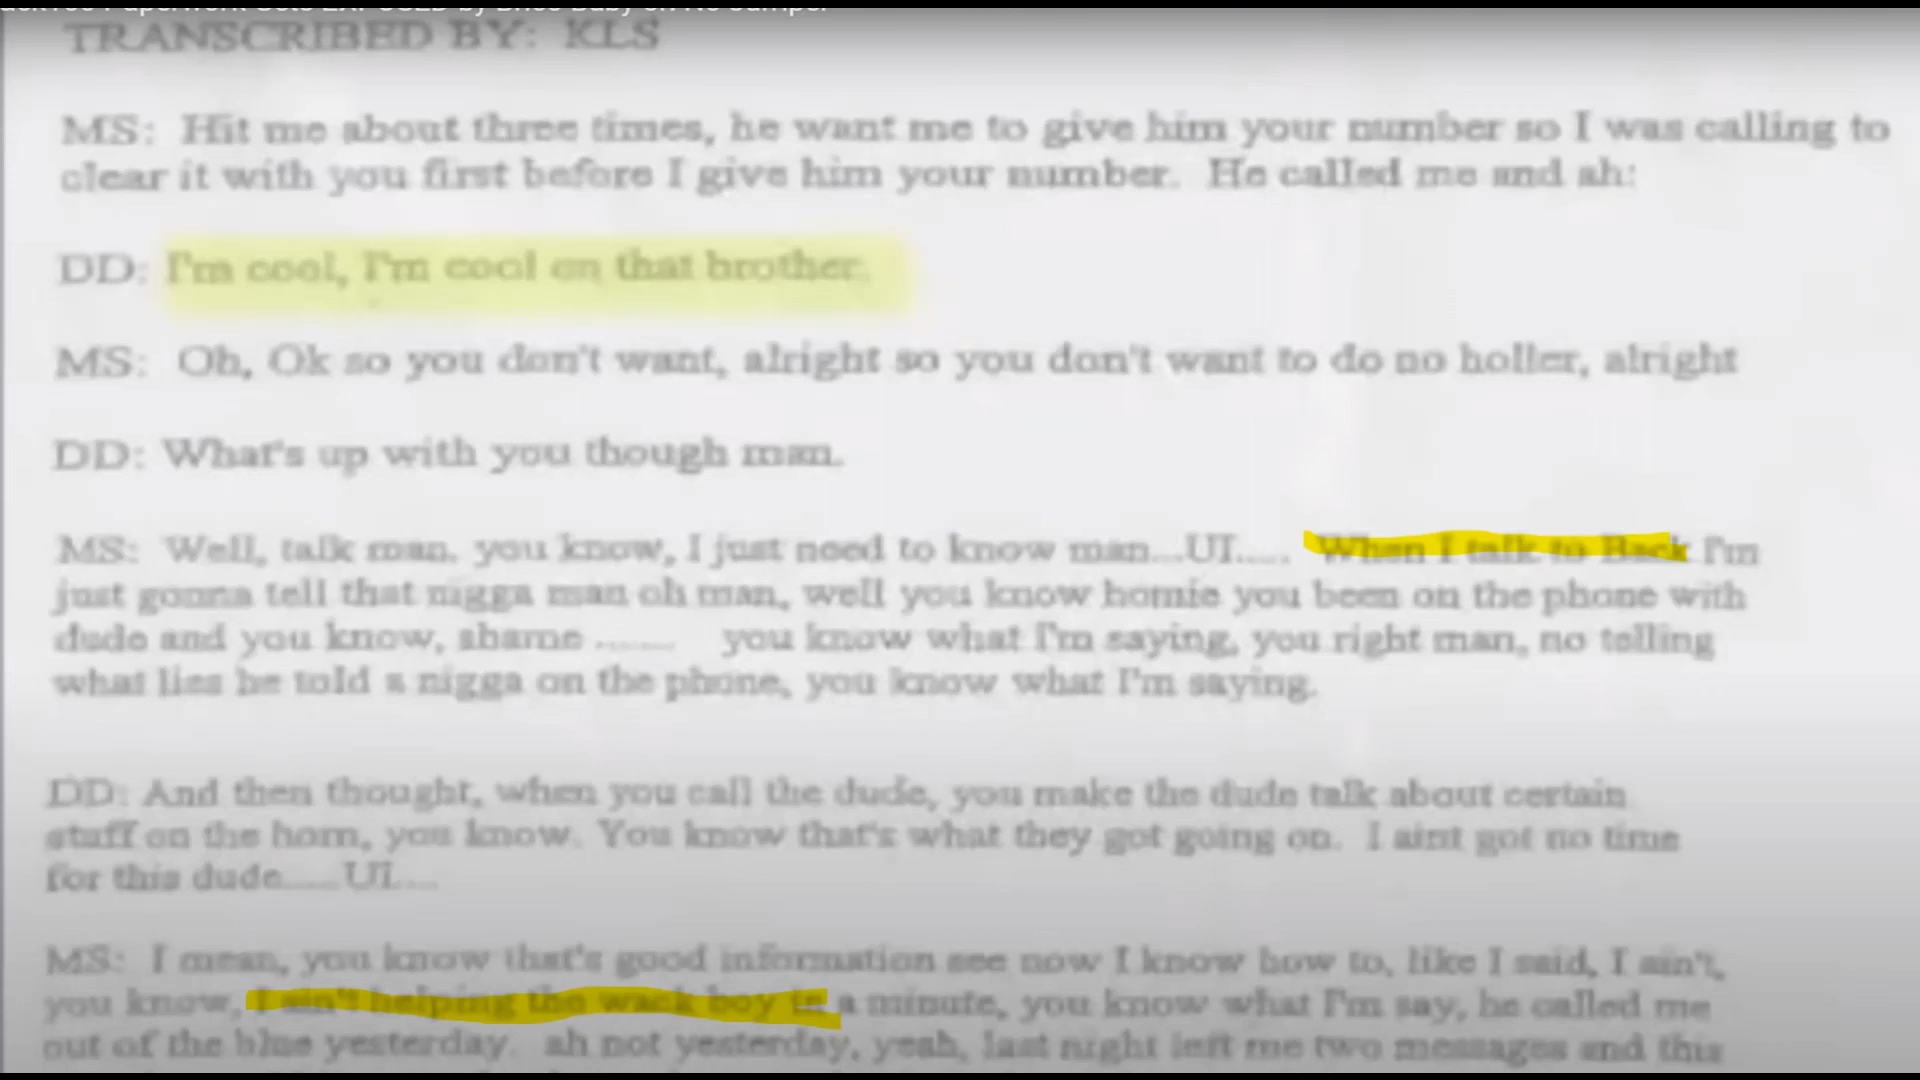 TRANSCRIBED BY: KLS
MS: Hit me about three times, he want me to give him your number so I was calling to
clear it with you first before I give him your number. He called me and ah:
DD: I'm cool, I'm cool on that brother.
MS: Oh, Ok so you don't want, alright so you don't want to do no holler, alright
DD: What's up with you though man.
MS: Well, talk man. you know, I just need to know man...UI..... When I talk to Back I'm
just gonna tell that nigga man oh man, well you know homie you been on the phone with
dude and you know, shame ........ you know what I'm saying, you right man, no telling
what lies he told a nigga on the phone, you know what I'm saying.
DD: And then thought, when you call the dude, you make the dude talk about certain
stuff on the horn, you know. You know that's what they got going on. I aint got no time
for this dude......UI....
MS: I mean, you know that's good information see now I know how to, like I said, I ain't,
you know, I ain't helping the wack boy in a minute, you know what I'm say, he called me
out of the blue yesterday. ah not yesterday, yeah, last night left me two messages and this